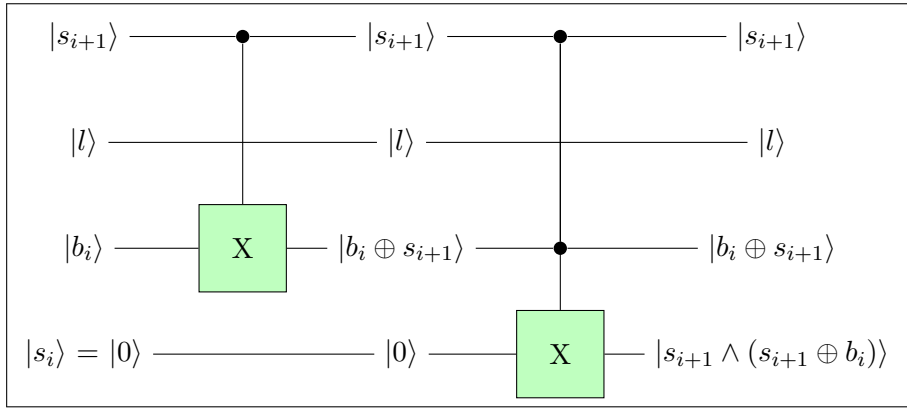 |s_{i+1}⟩ |s_{i+1}⟩ |s_{i+1}⟩
|l⟩ |l⟩ |l⟩
|b_i⟩ X |b_i ⊕ s_{i+1}⟩ |b_i ⊕ s_{i+1}⟩
|s_i⟩ = |0⟩ |0⟩ X |s_{i+1} ∧ (s_{i+1} ⊕ b_i)⟩